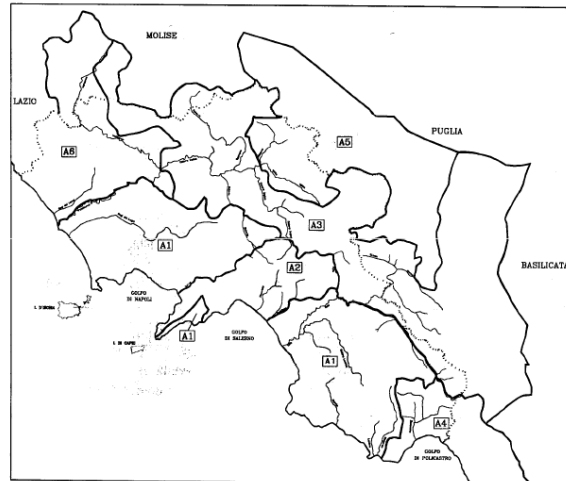 MOLISE
LAZIO
PUGLIA
A5
A6
A3
A1
A2
BASILICATA
GOLFO
DI NAPOLI
I. D'ISCHIA
A1
GOLFO
DI SALERNO
I. DI CAPRI
A1
A4
GOLFO
DI POLICASTRO